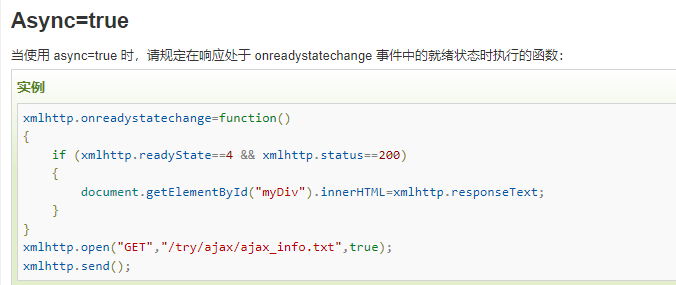 Async=true
当使用 async=true 时，请规定在响应处于 onreadystatechange 事件中的就绪状态时执行的函数：
实例
xmlhttp.onreadystatechange=function()
{
    if (xmlhttp.readyState==4 && xmlhttp.status==200)
    {
        document.getElementById("myDiv").innerHTML=xmlhttp.responseText;
    }
}
xmlhttp.open("GET","/try/ajax/ajax_info.txt",true);
xmlhttp.send();